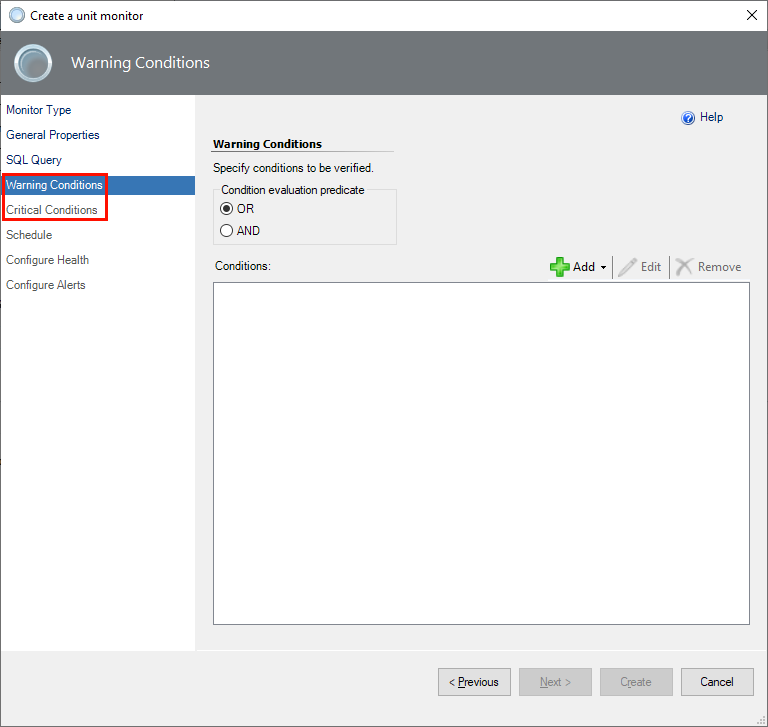 Create a unit monitor
Warning Conditions
Monitor Type
General Properties
SQL Query
Warning Conditions
Critical Conditions
Schedule
Configure Health
Configure Alerts
Help
Warning Conditions
Specify conditions to be verified.
Condition evaluation predicate
OR
AND
Conditions:
Add
Edit
Remove
< Previous
Next >
Create
Cancel